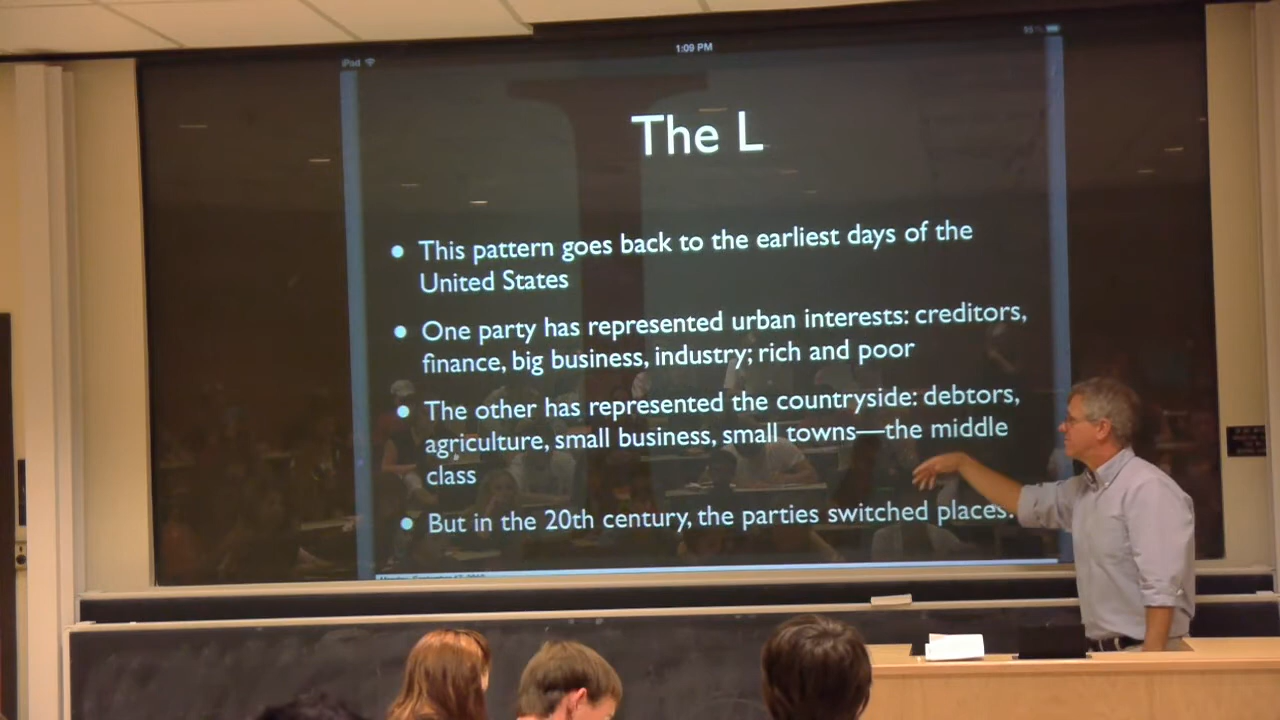 iPod
1:09 PM
The L
• This pattern goes back to the earliest days of the
United States
• One party has represented urban interests: creditors,
finance, big business, industry; rich and poor
• The other has represented the countryside: debtors,
agriculture, small business, small towns—the middle
class
• But in the 20th century, the parties switched places.